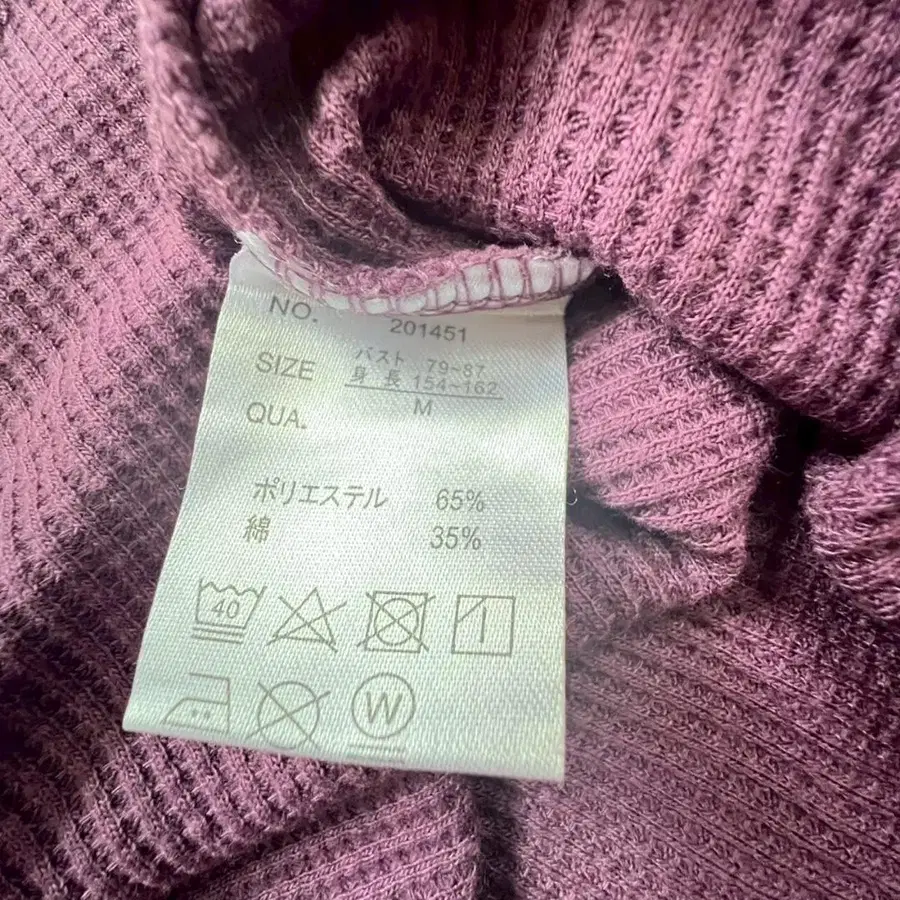 NO. 201451
SIZE バスト 79~87
身長 154~162
M
QUA.
ポリエステル 65%
綿 35%
40
W